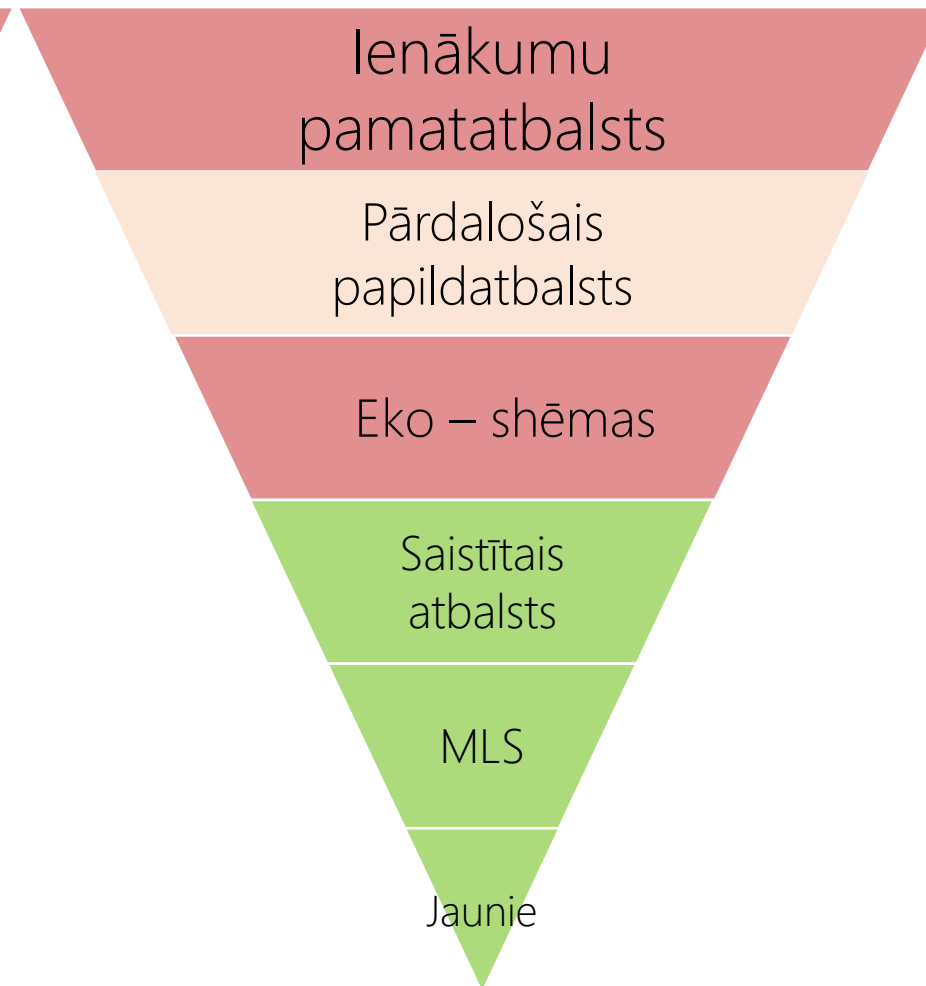 Ienākumu
pamatatbalsts
Pārdalošais
papildatbalsts
Eko – shēmas
Saistītais
atbalsts
MLS
Jaunie